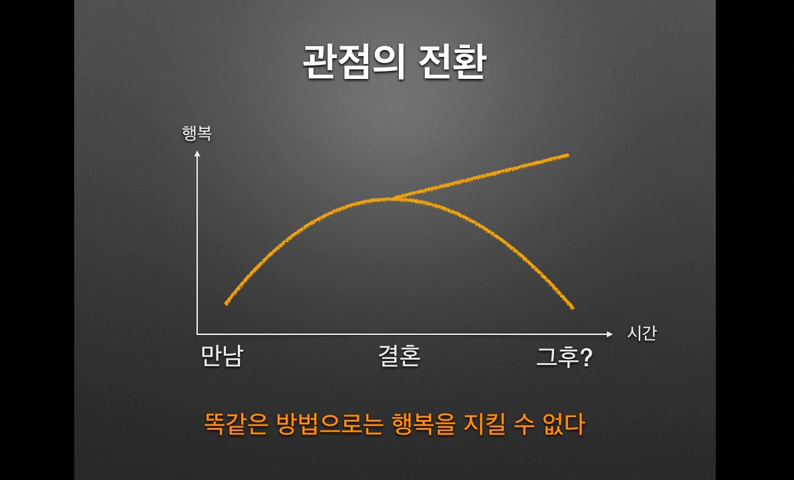 관점의 전환
행복
시간
만남
결혼
그후?
똑같은 방법으로는 행복을 지킬 수 없다